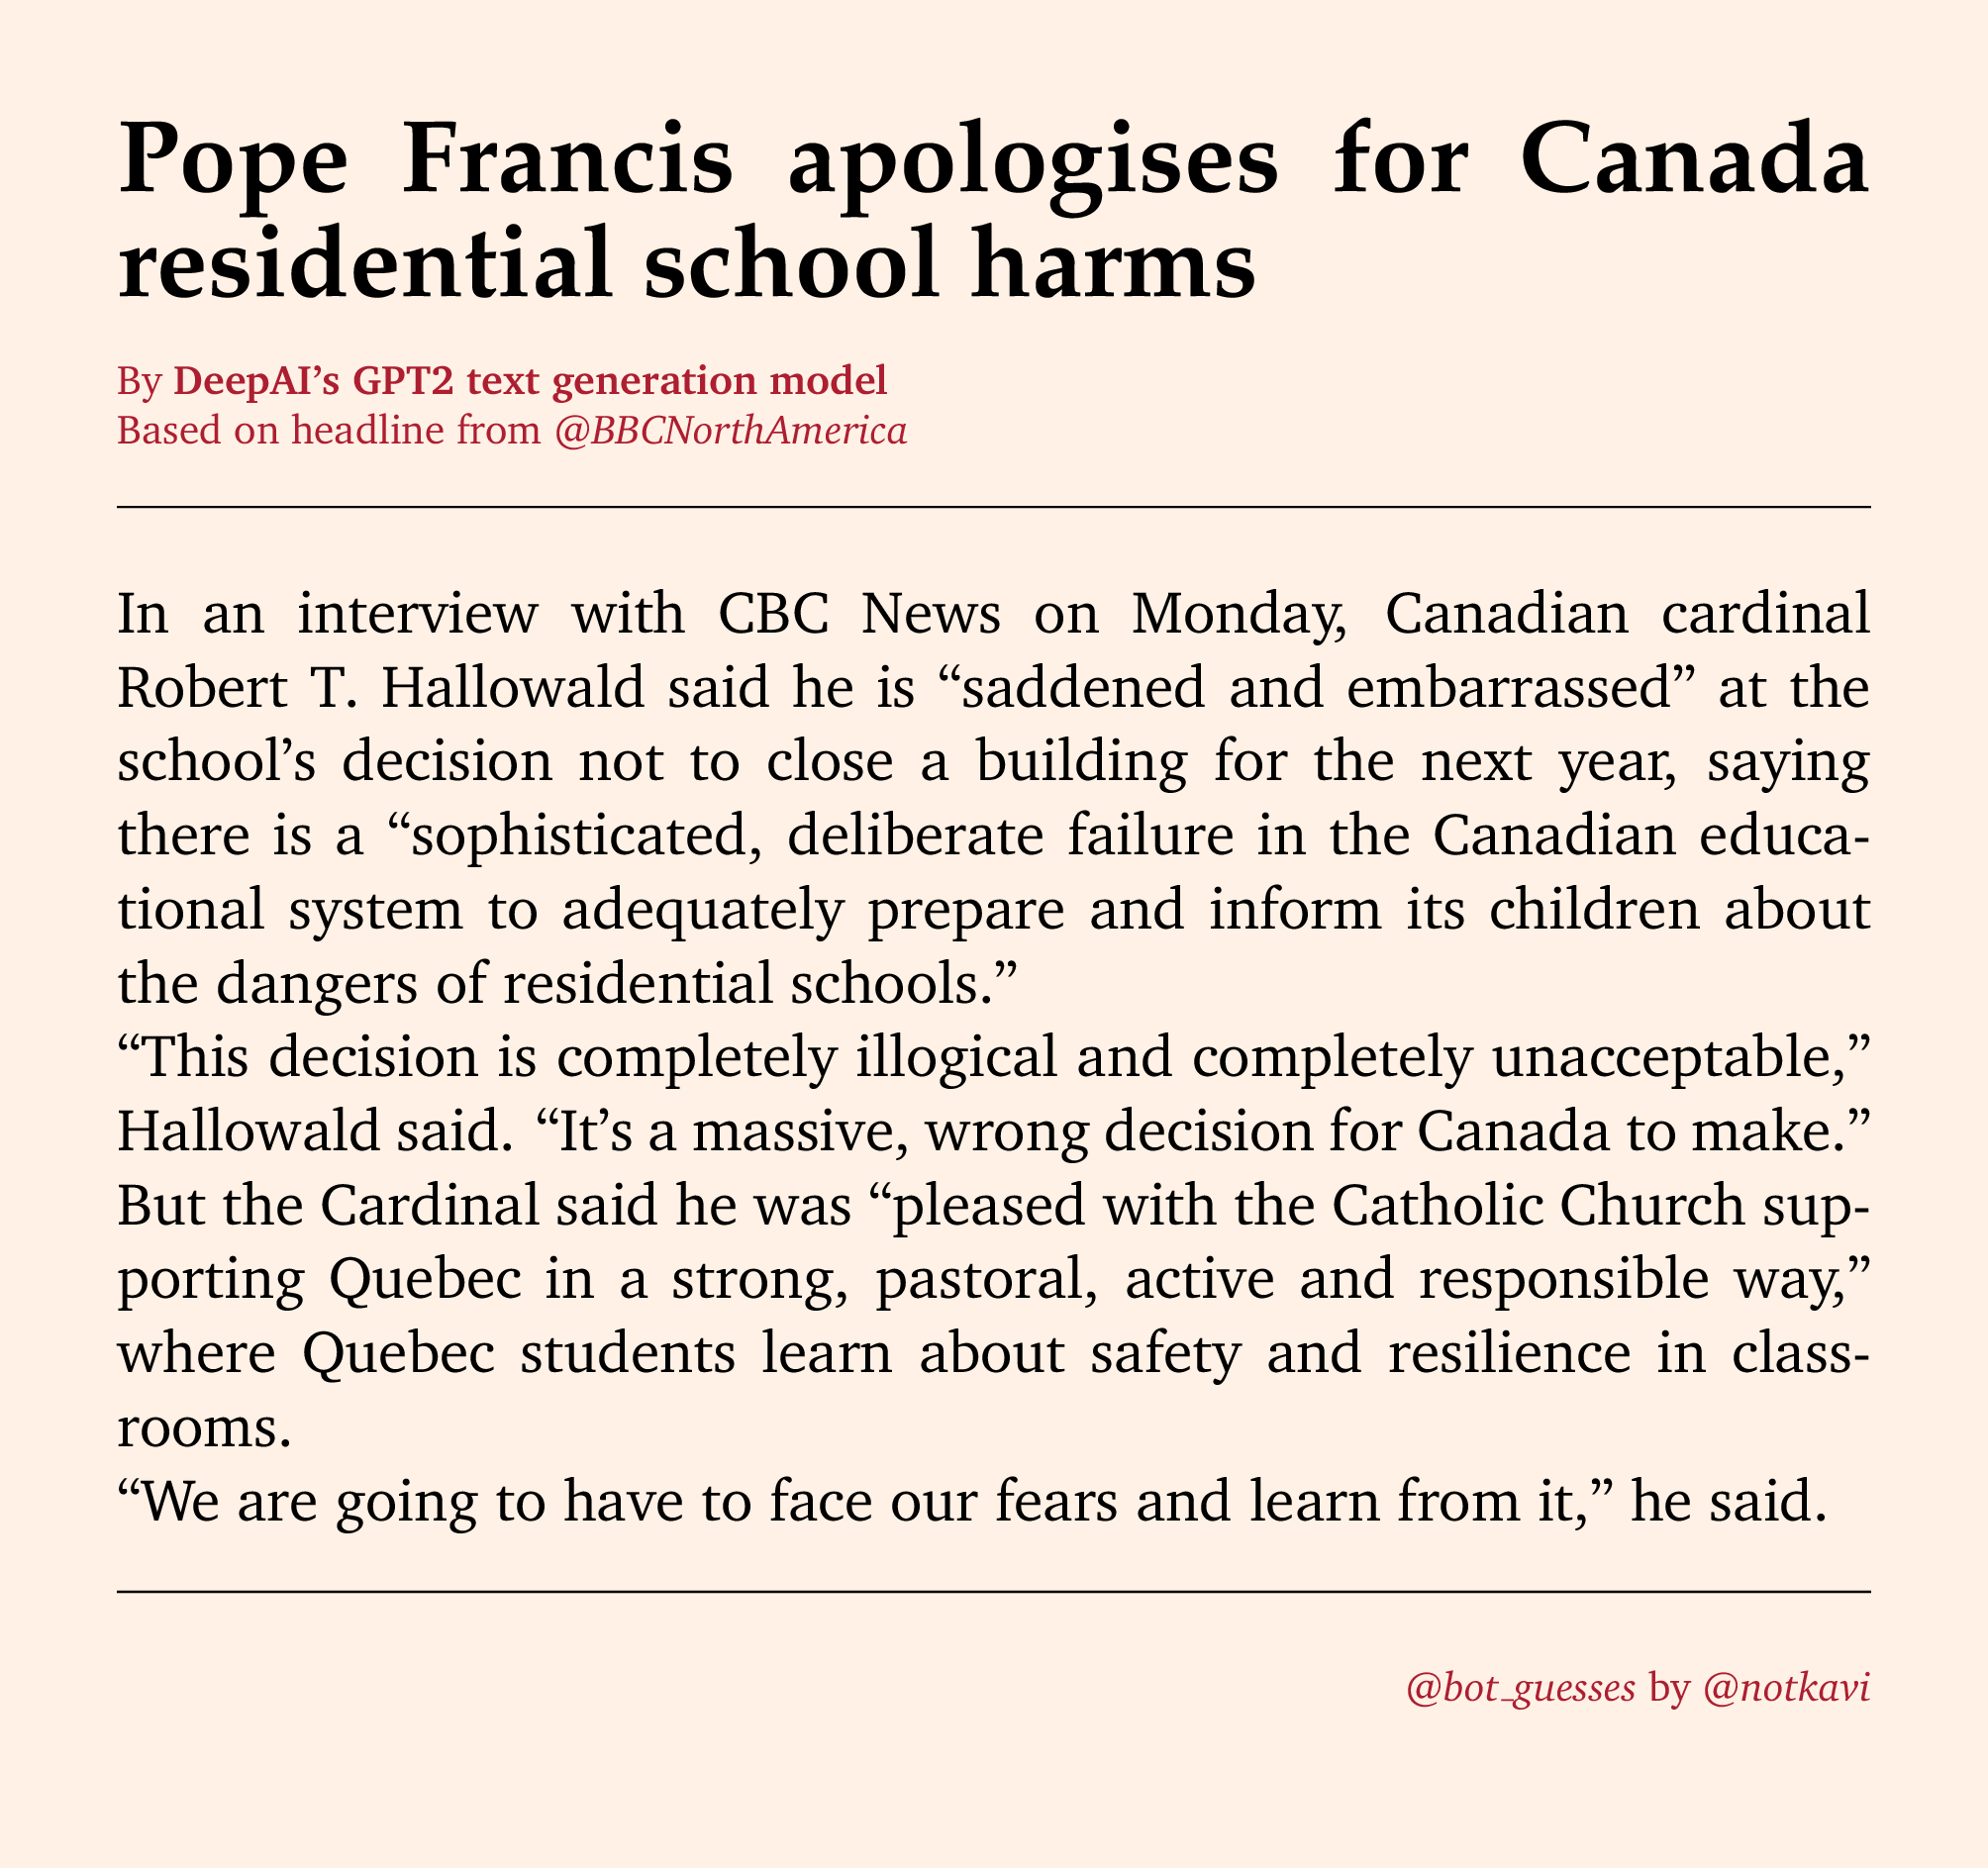 Pope Francis apologises for Canada
residential school harms
By DeepAI’s GPT2 text generation model
Based on headline from @BBCNorthAmerica
In an interview with CBC News on Monday, Canadian cardinal
Robert T. Hallowald said he is “saddened and embarrassed” at the
school’s decision not to close a building for the next year, saying
there is a “sophisticated, deliberate failure in the Canadian educa-
tional system to adequately prepare and inform its children about
the dangers of residential schools.”
“This decision is completely illogical and completely unacceptable,”
Hallowald said. “It’s a massive, wrong decision for Canada to make.”
But the Cardinal said he was “pleased with the Catholic Church sup-
porting Quebec in a strong, pastoral, active and responsible way,”
where Quebec students learn about safety and resilience in class-
rooms.
“We are going to have to face our fears and learn from it,” he said.
@bot_guesses by @notkavi